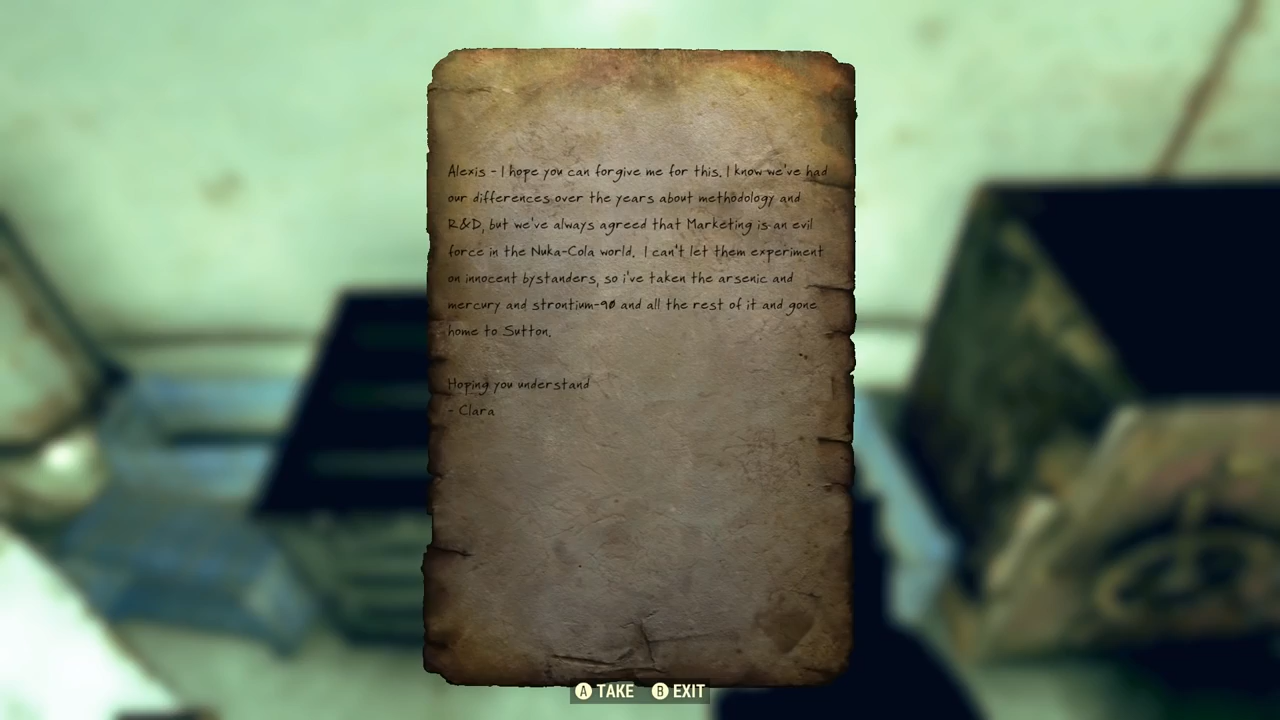 Alexis - I hope you can forgive me for this. I know we've had
our differences over the years about methodology and
R&D, but we've always agreed that Marketing is an evil
force in the Nuka-Cola world. I can't let them experiment
on innocent bystanders, so i've taken the arsenic and
mercury and strontium-90 and all the rest of it and gone
home to Sutton.
Hoping you understand
- Clara
A TAKE B EXIT